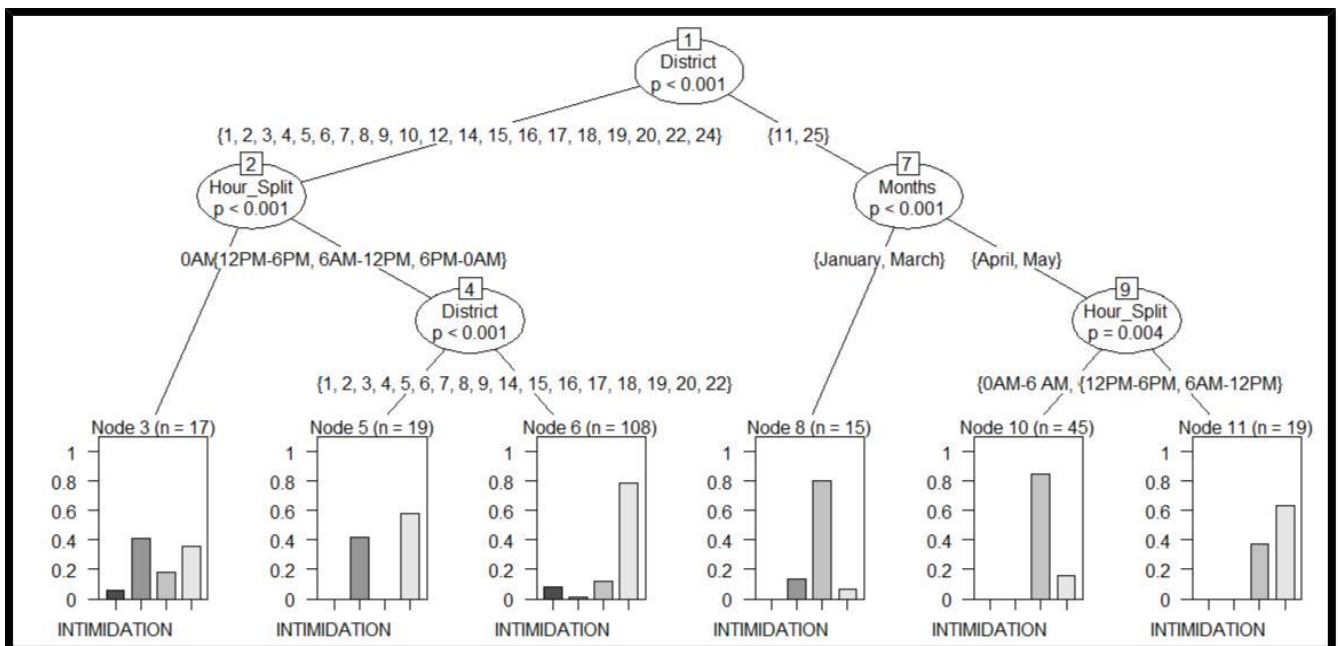 1
District
p < 0.001
{1, 2, 3, 4, 5, 6, 7, 8, 9, 10, 12, 14, 15, 16, 17, 18, 19, 20, 22, 24} {11, 25}
2 7
Hour_Split Months
p < 0.001 p < 0.001
0AM {12PM-6PM, 6AM-12PM, 6PM-0AM} {January, March} {April, May}
4 9
District Hour_Split
p < 0.001 p = 0.004
{1, 2, 3, 4, 5, 6, 7, 8, 9, 14, 15, 16, 17, 18, 19, 20, 22} {0AM-6 AM, {12PM-6PM, 6AM-12PM}
Node 3 (n = 17) Node 5 (n = 19) Node 6 (n = 108) Node 8 (n = 15) Node 10 (n = 45) Node 11 (n = 19)
1 1 1 1 1 1
0.8 0.8 0.8 0.8 0.8 0.8
0.6 0.6 0.6 0.6 0.6 0.6
0.4 0.4 0.4 0.4 0.4 0.4
0.2 0.2 0.2 0.2 0.2 0.2
0 0 0 0 0 0
INTIMIDATION INTIMIDATION INTIMIDATION INTIMIDATION INTIMIDATION INTIMIDATION